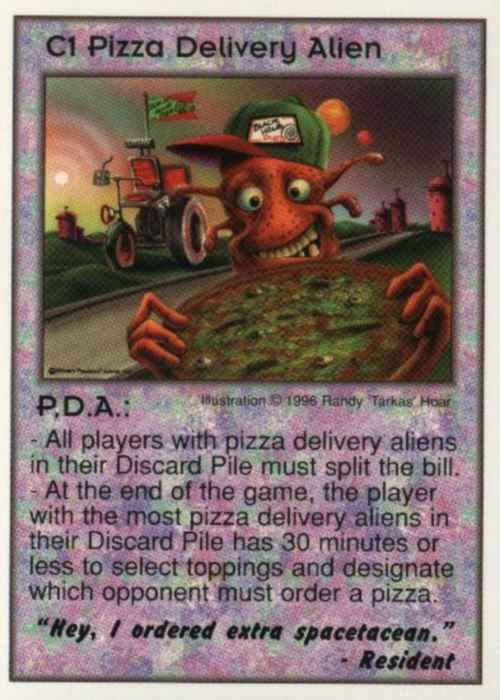 C1 Pizza Delivery Alien
BLACK
HOLE
Illustration © 1996 Randy 'Tarkas' Hoar
P.D.A.:
- All players with pizza delivery aliens
in their Discard Pile must split the bill.
- At the end of the game, the player
with the most pizza delivery aliens in
their Discard Pile has 30 minutes or
less to select toppings and designate
which opponent must order a pizza.
"Hey, I ordered extra spacetacean."
- Resident